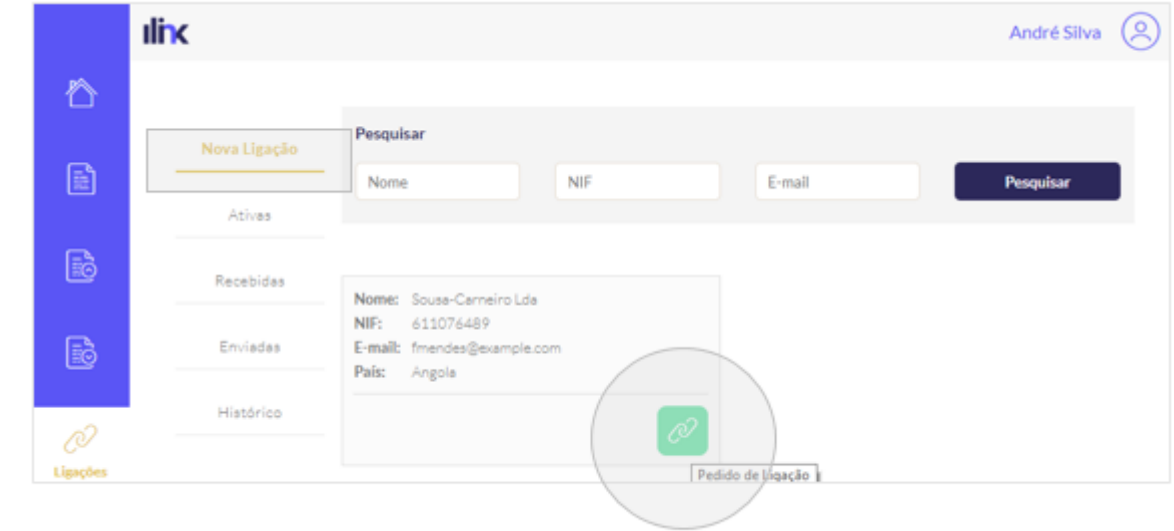 ilink
André Silva
Nova Ligação
Pesquisar
Nome
NIF
E-mail
Pesquisar
Ativas
Recebidas
Enviadas
Histórico
Nome: Sousa-Carneiro Lda
NIF: 611076489
E-mail: fmendes@example.com
País: Angola
Pedido de Ligação
Ligações